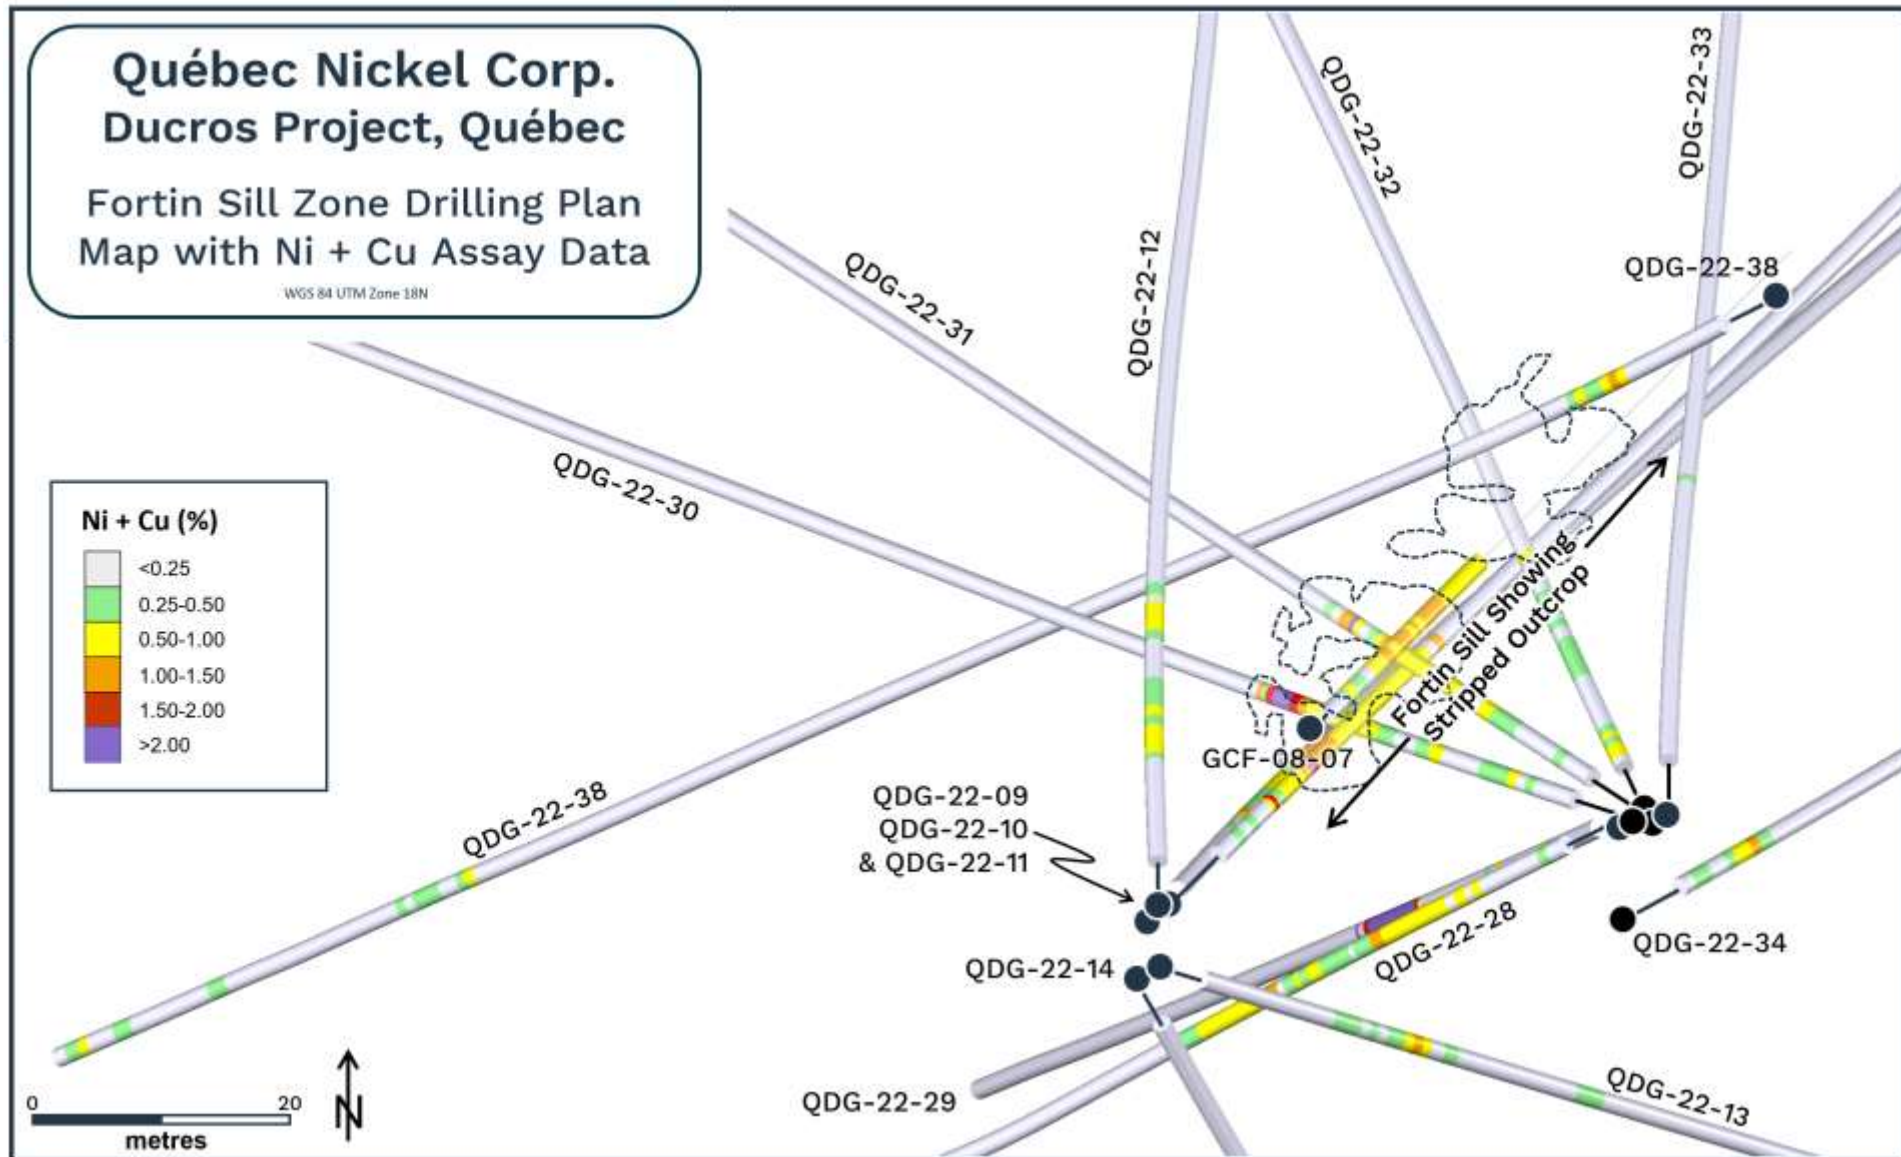 Québec Nickel Corp.
Ducros Project, Québec
Fortin Sill Zone Drilling Plan
Map with Ni + Cu Assay Data
WGS 84 UTM Zone 18N
QDG-22-33
QDG-22-32
QDG-22-12
QDG-22-31
QDG-22-38
QDG-22-30
Ni + Cu (%)
<0.25
0.25-0.50
0.50-1.00
1.00-1.50
1.50-2.00
>2.00
Fortin Sill Showing
Stripped Outcrop
GCF-08-07
QDG-22-09
QDG-22-10
& QDG-22-11
QDG-22-38
QDG-22-28
QDG-22-34
QDG-22-14
QDG-22-29
QDG-22-13
0 20
metres
N